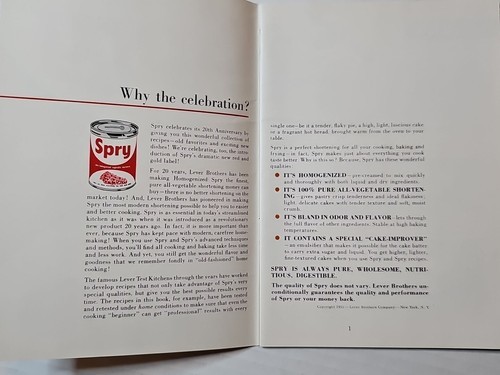 Why the celebration?
Spry
Spry celebrates its 20th Anniversary by
giving you this wonderful collection of
recipes—old favorites and exciting new
dishes! We're celebrating, too, the intro-
duction of Spry's dramatic new red and
gold label!
For 20 years, Lever Brothers has been
making Homogenized Spry the finest,
pure all-vegetable shortening money can
buy—there is no better shortening in the
market today! And, Lever Brothers has pioneered in making
Spry the most modern shortening possible to help you to easier
and better cooking. Spry is as essential in today's streamlined
kitchen as it was when it was introduced as a revolutionary
new product 20 years ago. In fact, it is more important than
ever, because Spry has kept pace with modern, carefree home-
making! When you use Spry and Spry's advanced techniques
and methods, you'll find all cooking and baking take less time
and less work. And yet, you still get the wonderful flavor and
goodness that we remember fondly in "old-fashioned" home
cooking!
The famous Lever Test Kitchens through the years have worked
to develop recipes that not only take advantage of Spry's very
special qualities, but give you the best possible results every
time. The recipes in this book, for example, have been tested
and retested under home conditions to make sure that even the
cooking "beginner" can get "professional" results with every
single one—be it a tender, flaky pie, a high, light, luscious cake
or a fragrant hot bread, brought warm from the oven to your
table.
Spry is a perfect shortening for all your cooking, baking and
frying—in fact, Spry makes just about everything you cook
taste better. Why is this so? Because, Spry has these wonderful
qualities:
IT'S HOMOGENIZED—pre-creamed to mix quickly
and thoroughly with both liquid and dry ingredients.
IT'S 100% PURE ALL-VEGETABLE SHORTEN-
ING—gives pastry crisp tenderness and ideal flakiness,
light, delicate cakes with tender texture and soft, moist
crumb.
IT'S BLAND IN ODOR AND FLAVOR—lets through
the full flavor of other ingredients. Stable at high baking
temperatures.
IT CONTAINS A SPECIAL "CAKE-IMPROVER"
—an emulsifier that makes it possible for the cake batter
to carry extra sugar and liquid. You get higher, lighter,
fine-textured cakes when you use Spry and Spry recipes.
SPRY IS ALWAYS PURE, WHOLESOME, NUTRI-
TIOUS, DIGESTIBLE.
The quality of Spry does not vary. Lever Brothers un-
conditionally guarantees the quality and performance
of Spry or your money back.
Lever Brothers Company—New York, N. Y.
1